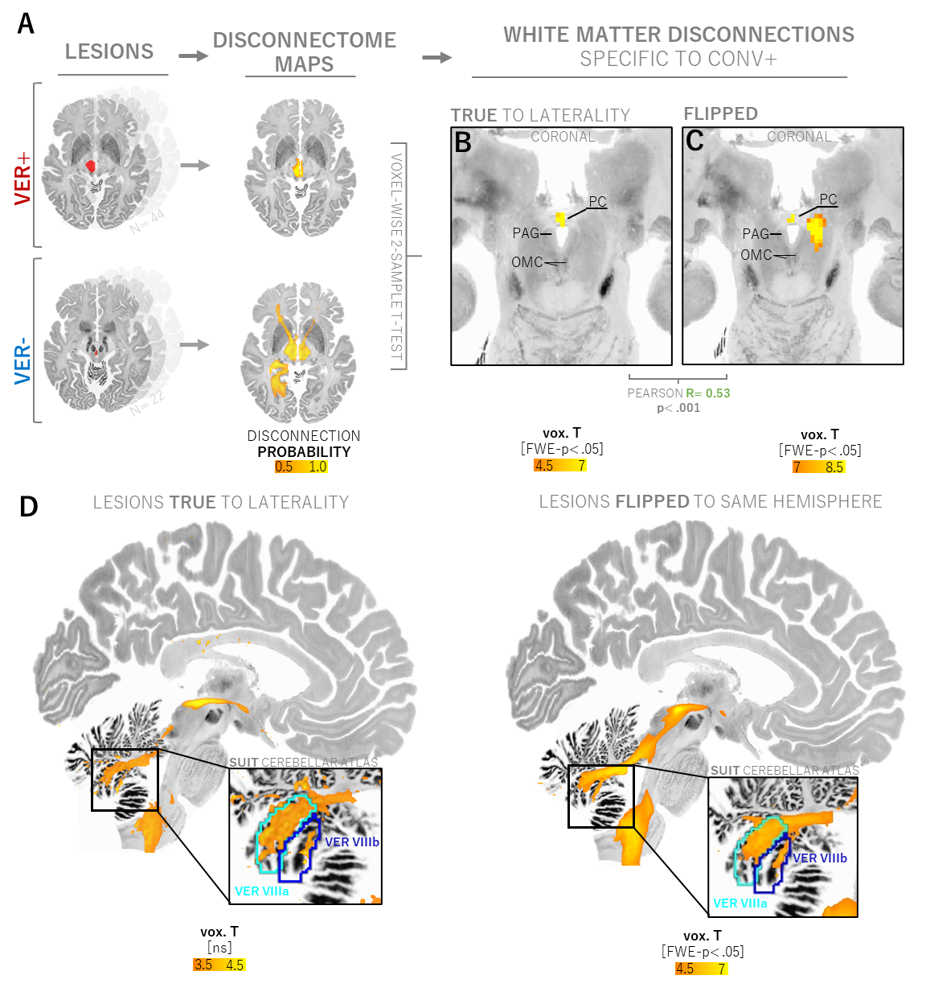 A
LESIONS
DISCONNECTOME
MAPS
WHITE MATTER DISCONNECTIONS
SPECIFIC TO CONV+
VER+
N= 44
VER-
N= 22
DISCONNECTION
PROBABILITY
0.5 1.0
VOXEL-WISE 2-SAMPLE T-TEST
TRUE TO LATERALITY
B
CORONAL
PC
PAG
OMC
FLIPPED
C
CORONAL
PC
PAG
OMC
PEARSON R= 0.53
p< .001
vox. T
[FWE-p< .05]
4.5 7
vox. T
[FWE-p< .05]
7 8.5
D
LESIONS TRUE TO LATERALITY
SUIT CEREBELLAR ATLAS
VER VIIIb
VER VIIIa
vox. T
[ns]
3.5 4.5
LESIONS FLIPPED TO SAME HEMISPHERE
SUIT CEREBELLAR ATLAS
VER VIIIb
VER VIIIa
vox. T
[FWE-p< .05]
4.5 7